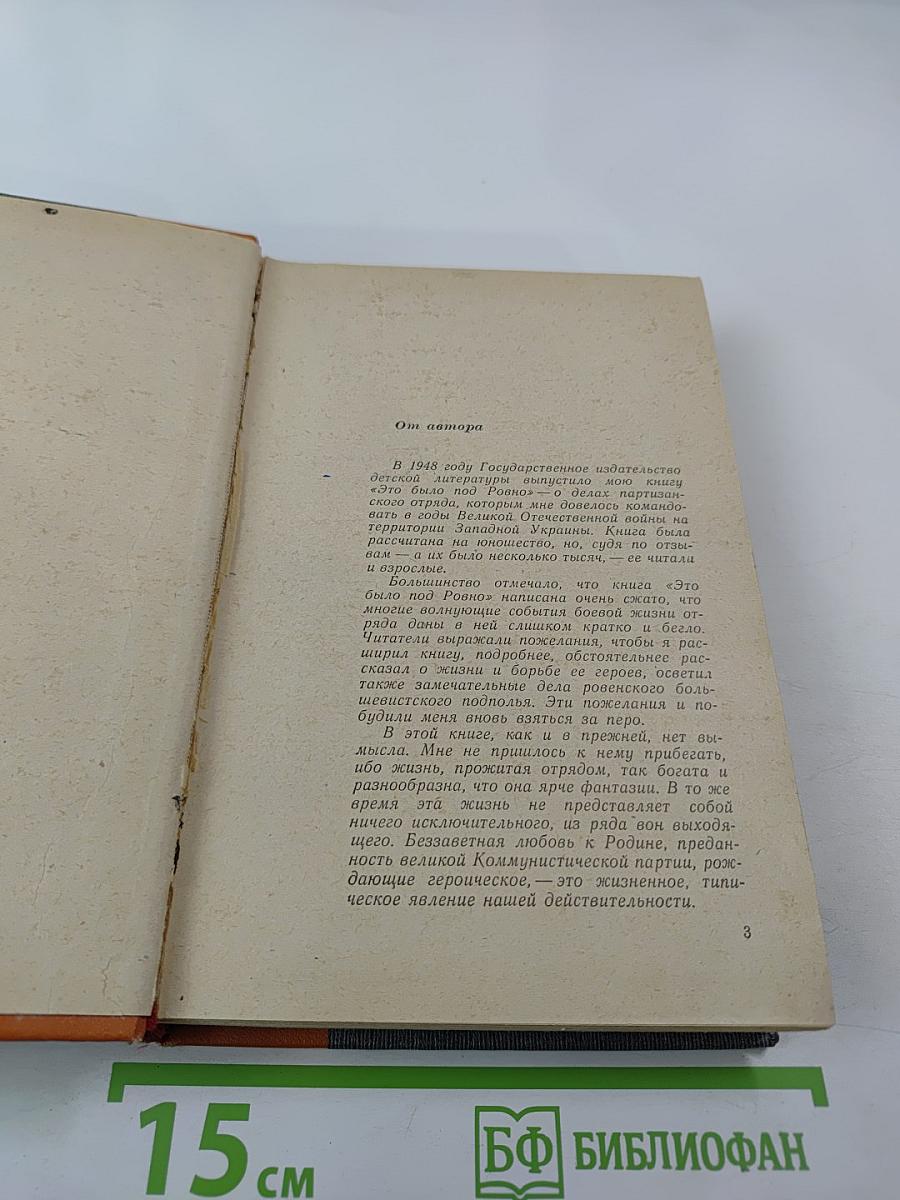 От автора
В 1948 году Государственное издательство
детской литературы выпустило мою книгу
«Это было под Ровно» — о делах партизан-
ского отряда, которым мне довелось командо-
вать в годы Великой Отечественной войны на
территории Западной Украины. Книга была
рассчитана на юношество, но, судя по отзы-
вам — а их было несколько тысяч, — ее читали
и взрослые.
Большинство отмечало, что книга «Это
было под Ровно» написана очень сжато, что
многие волнующие события боевой жизни от-
ряда даны в ней слишком кратко и бегло.
Читатели выражали пожелания, чтобы я рас-
ширил книгу, подробнее, обстоятельнее рас-
сказал о жизни и борьбе ее героев, осветил
также замечательные дела ровенского боль-
шевистского подполья. Эти пожелания и по-
будили меня вновь взяться за перо.
В этой книге, как и в прежней, нет вы-
мысла. Мне не пришлось к нему прибегать,
ибо жизнь, прожитая отрядом, так богата и
разнообразна, что она ярче фантазии. В то же
время эта жизнь не представляет собой
ничего исключительного, из ряда вон выходя-
щего. Беззаветная любовь к Родине, предан-
ность великой Коммунистической партии, рож-
дающие героическое, — это жизненное, типи-
ческое явление нашей действительности.
3
15 см
БФ БИБЛИОФАН